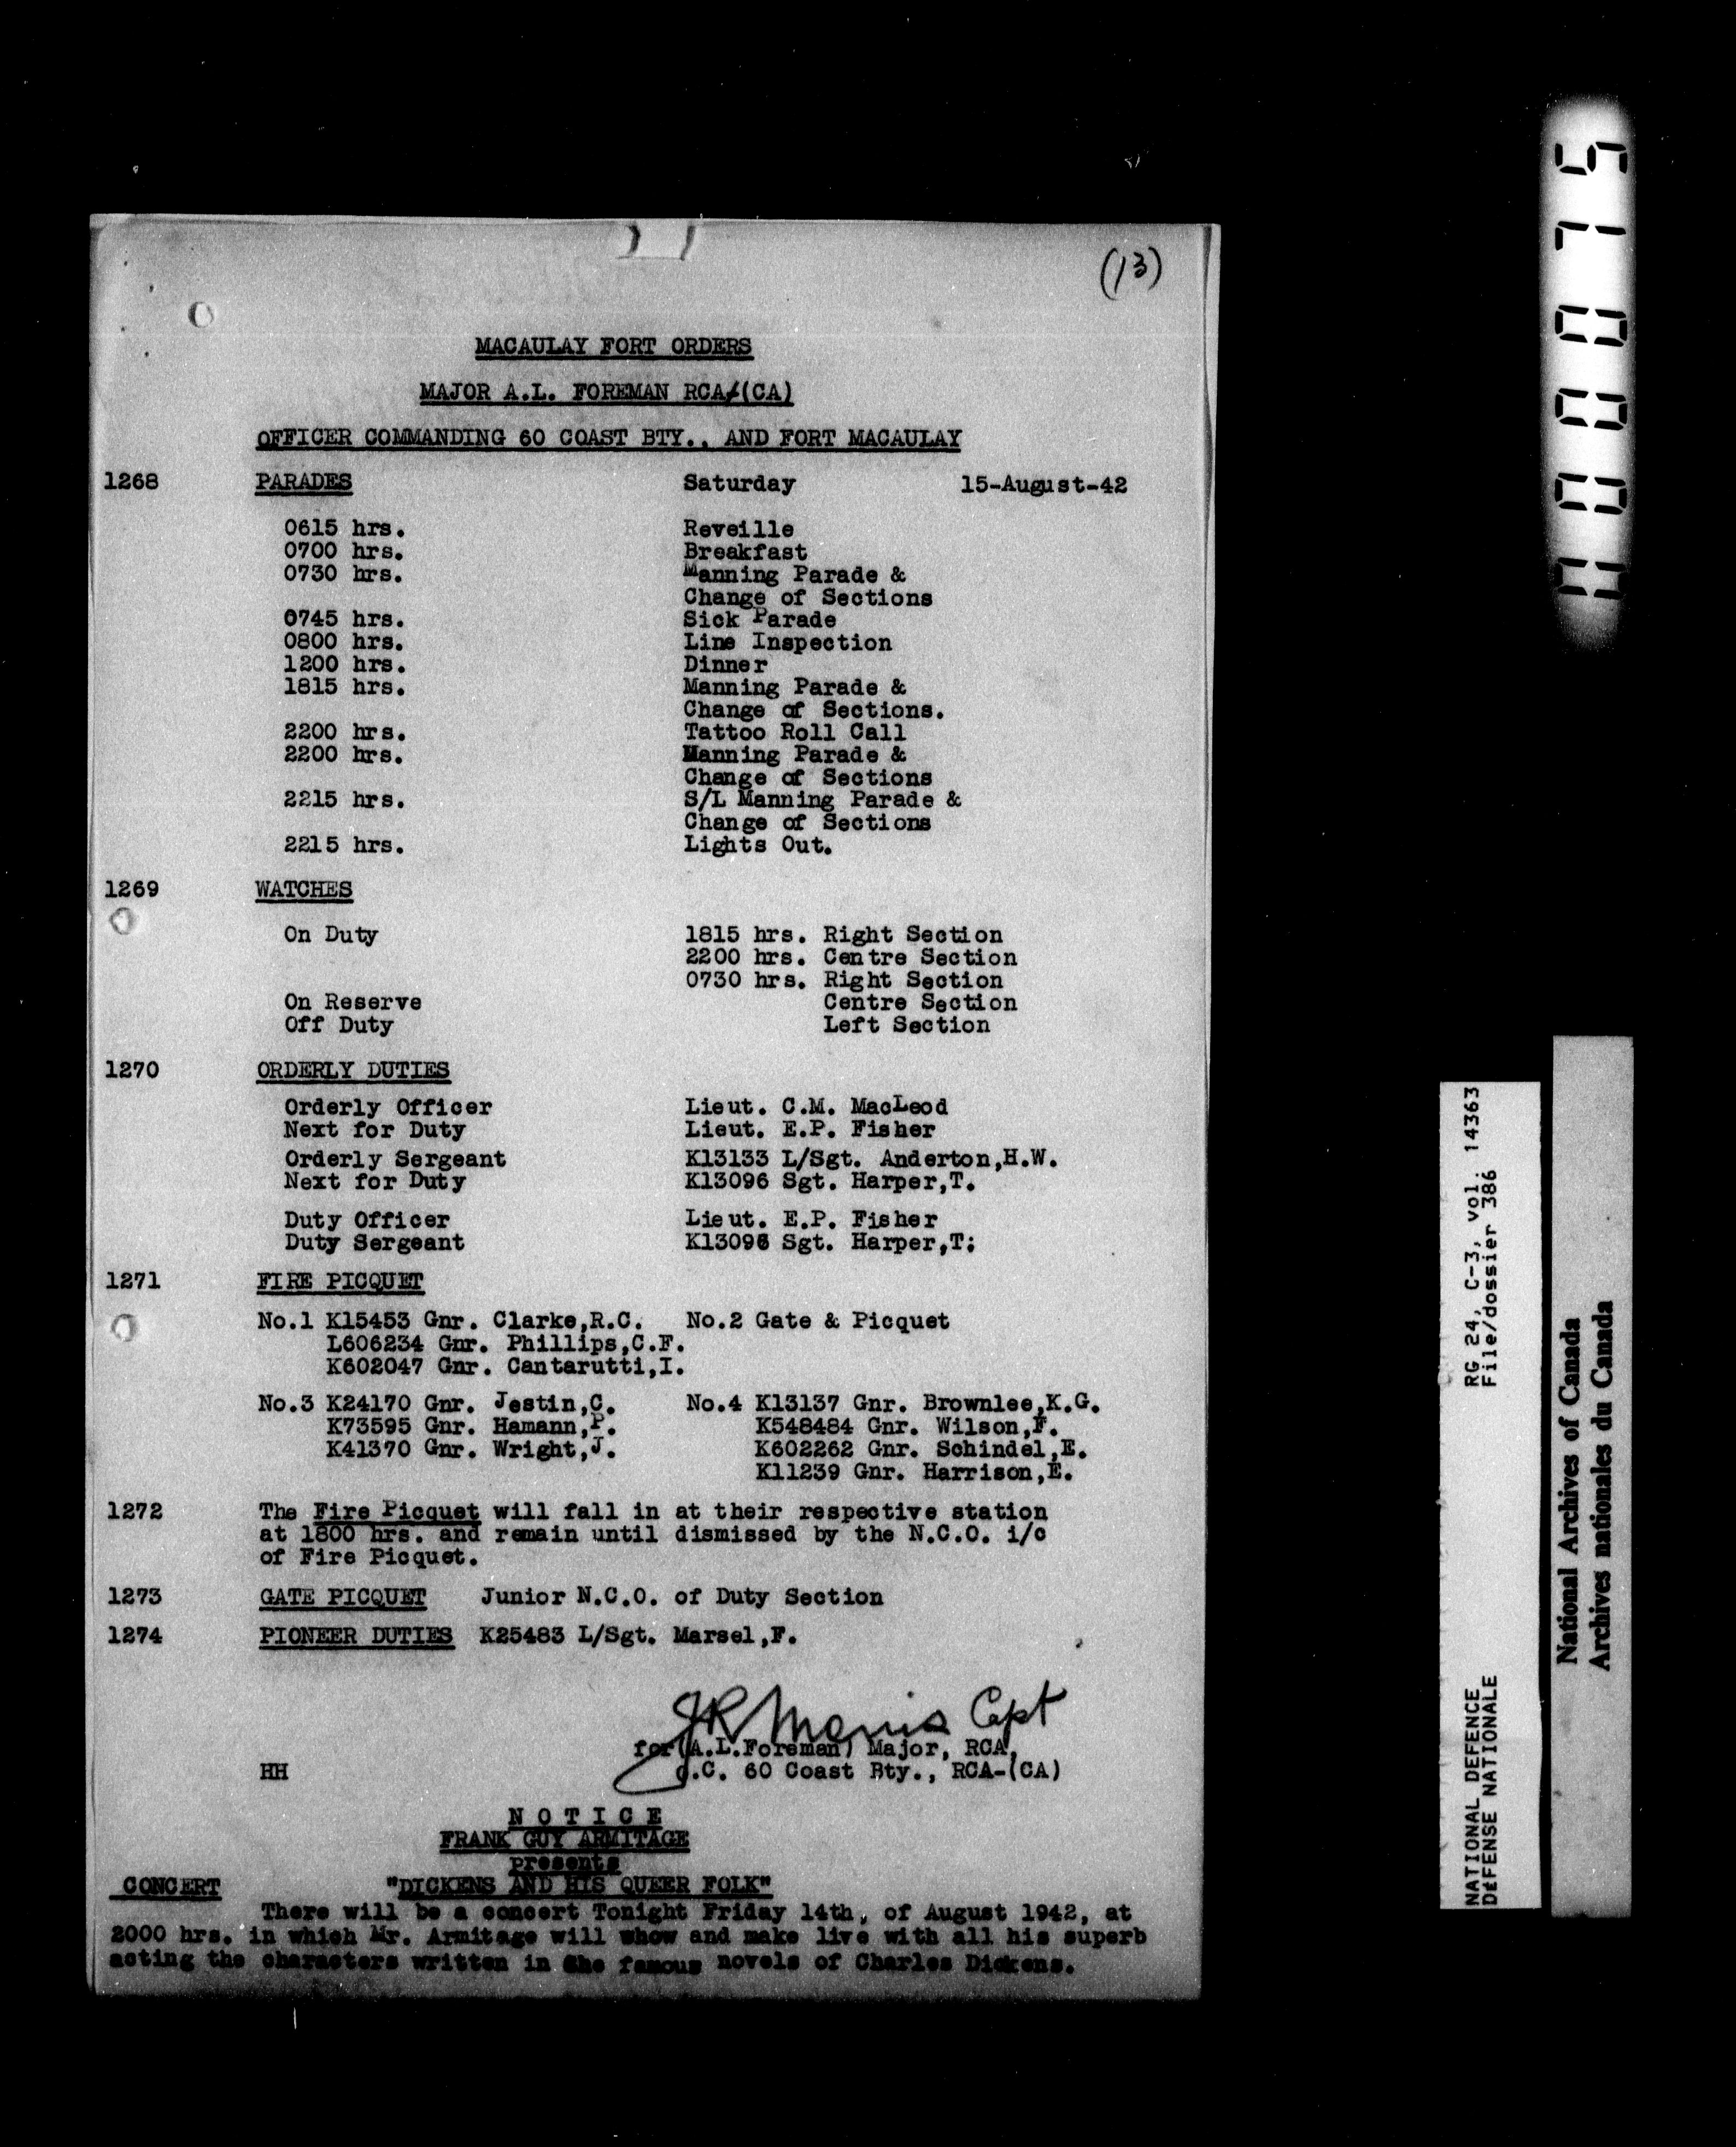 (13)
MACAULAY FORT ORDERS
MAJOR A.L. FOREMAN RCA-(CA)
OFFICER COMMANDING 60 COAST BTY., AND FORT MACAULAY
1268 PARADES Saturday 15-August-42
0615 hrs. Reveille
0700 hrs. Breakfast
0730 hrs. Manning Parade &
Change of Sections
0745 hrs. Sick Parade
0800 hrs. Line Inspection
1200 hrs. Dinner
1815 hrs. Manning Parade &
Change of Sections.
2200 hrs. Tattoo Roll Call
2200 hrs. Manning Parade &
Change of Sections
2215 hrs. S/L Manning Parade &
Change of Sections
2215 hrs. Lights Out.
1269 WATCHES
On Duty 1815 hrs. Right Section
2200 hrs. Centre Section
0730 hrs. Right Section
On Reserve Centre Section
Off Duty Left Section
1270 ORDERLY DUTIES
Orderly Officer Lieut. C.M. MacLeod
Next for Duty Lieut. E.P. Fisher
Orderly Sergeant K13133 L/Sgt. Anderton,H.W.
Next for Duty K13096 Sgt. Harper,T.
Duty Officer Lieut. E.P. Fisher
Duty Sergeant K13096 Sgt. Harper,T;
1271 FIRE PICQUET
No.1 K15453 Gnr. Clarke,R.C. No.2 Gate & Picquet
L606234 Gnr. Phillips,C.F.
K602047 Gnr. Cantarutti,I.
No.3 K24170 Gnr. Jestin,C. No.4 K13137 Gnr. Brownlee,K.G.
K73595 Gnr. Hamann,P. K548484 Gnr. Wilson,F.
K41370 Gnr. Wright,J. K602262 Gnr. Schindel,E.
K11239 Gnr. Harrison,E.
1272 The Fire Picquet will fall in at their respective station
at 1800 hrs. and remain until dismissed by the N.C.O. i/c
of Fire Picquet.
1273 GATE PICQUET Junior N.C.O. of Duty Section
1274 PIONEER DUTIES K25483 L/Sgt. Marsel,F.
JR Morris Capt
for(A.L.Foreman) Major, RCA,
HH O.C. 60 Coast Bty., RCA-(CA)
N O T I C E
FRANK GUY ARMITAGE
presents
CONCERT "DICKENS AND HIS QUEER FOLK"
There will be a concert Tonight Friday 14th, of August 1942, at
2000 hrs. in which Mr. Armitage will show and make live with all his superb
acting the characters written in the famous novels of Charles Dickens.
NATIONAL DEFENCE RG 24, C-3, vol. 14363
DÉFENSE NATIONALE File/dossier 386
National Archives of Canada
Archives nationales du Canada